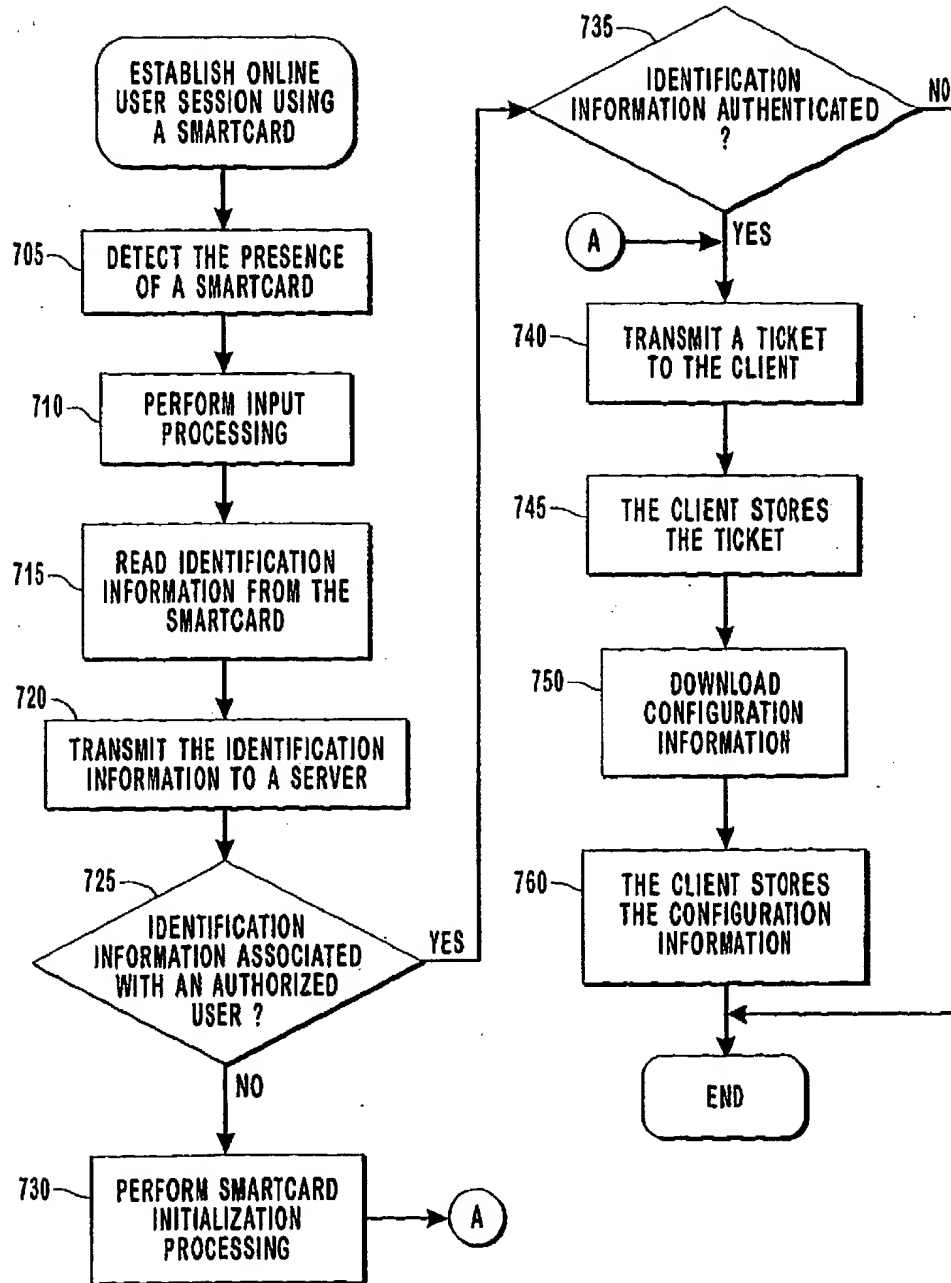 ESTABLISH ONLINE
USER SESSION USING
A SMARTCARD
705
DETECT THE PRESENCE
OF A SMARTCARD
710
PERFORM INPUT
PROCESSING
715
READ IDENTIFICATION
INFORMATION FROM THE
SMARTCARD
720
TRANSMIT THE IDENTIFICATION
INFORMATION TO A SERVER
725
IDENTIFICATION
INFORMATION ASSOCIATED
WITH AN AUTHORIZED
USER ?
YES
NO
730
PERFORM SMARTCARD
INITIALIZATION
PROCESSING
A
735
IDENTIFICATION
INFORMATION AUTHENTICATED
?
NO
A
YES
740
TRANSMIT A TICKET
TO THE CLIENT
745
THE CLIENT STORES
THE TICKET
750
DOWNLOAD
CONFIGURATION
INFORMATION
760
THE CLIENT STORES
THE CONFIGURATION
INFORMATION
END